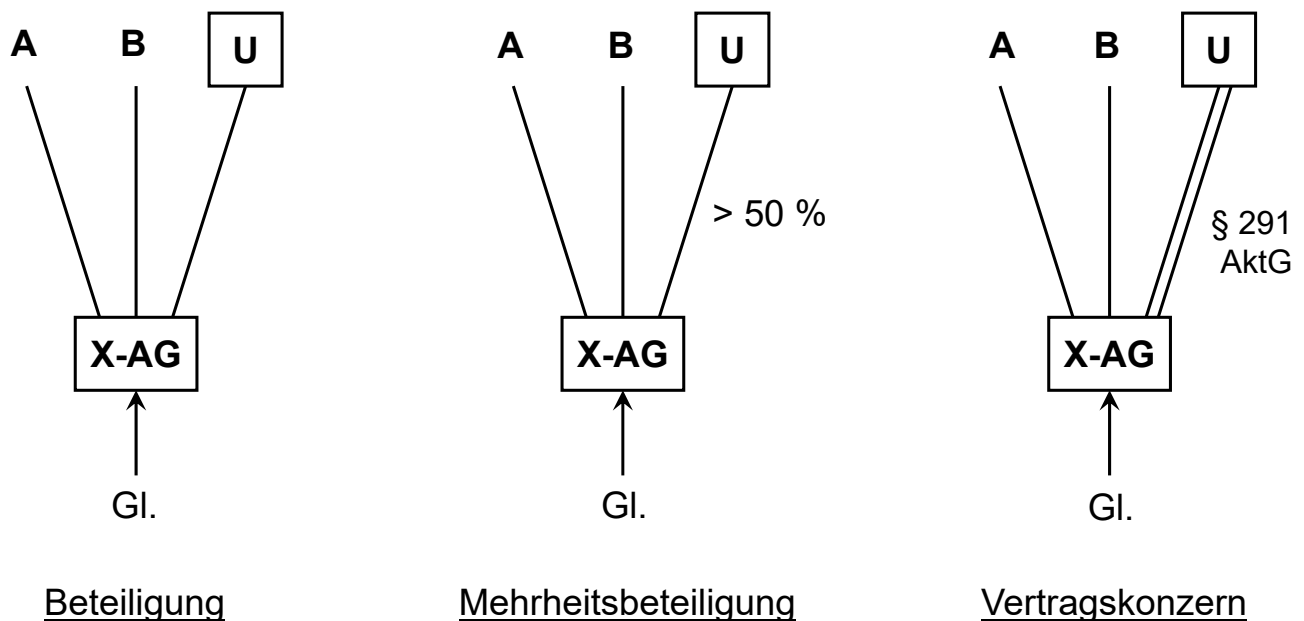 A B U
X-AG
Gl.
Beteiligung
A B U
> 50 %
X-AG
Gl.
Mehrheitsbeteiligung
A B U
§ 291
AktG
X-AG
Gl.
Vertragskonzern